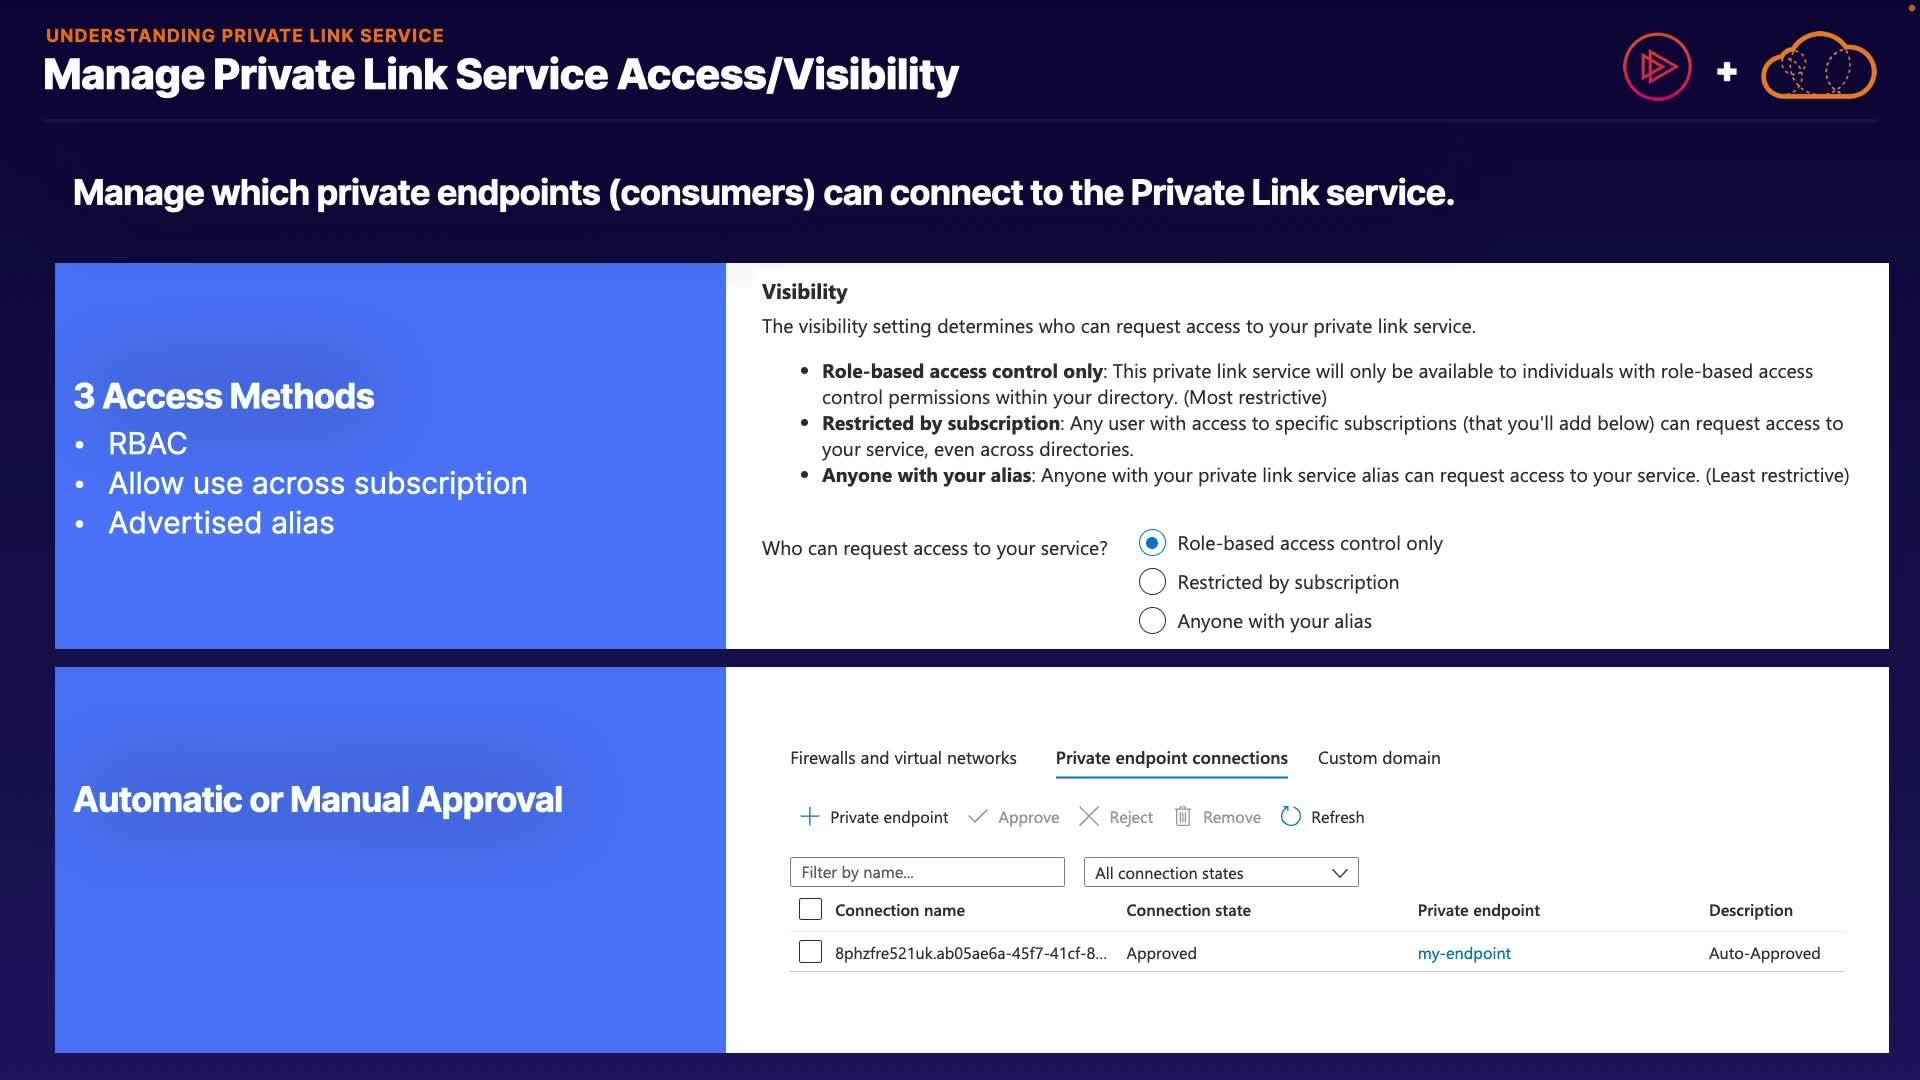 UNDERSTANDING PRIVATE LINK SERVICE
Manage Private Link Service Access/Visibility
Manage which private endpoints (consumers) can connect to the Private Link service.
3 Access Methods
• RBAC
• Allow use across subscription
• Advertised alias
Visibility
The visibility setting determines who can request access to your private link service.
• Role-based access control only: This private link service will only be available to individuals with role-based access
control permissions within your directory. (Most restrictive)
• Restricted by subscription: Any user with access to specific subscriptions (that you'll add below) can request access to
your service, even across directories.
• Anyone with your alias: Anyone with your private link service alias can request access to your service. (Least restrictive)
Who can request access to your service?
Role-based access control only
Restricted by subscription
Anyone with your alias
Automatic or Manual Approval
Firewalls and virtual networks Private endpoint connections Custom domain
Private endpoint Approve Reject Remove Refresh
Filter by name... All connection states
Connection name Connection state Private endpoint Description
8phzfre521uk.ab05ae6a-45f7-41cf-8... Approved my-endpoint Auto-Approved